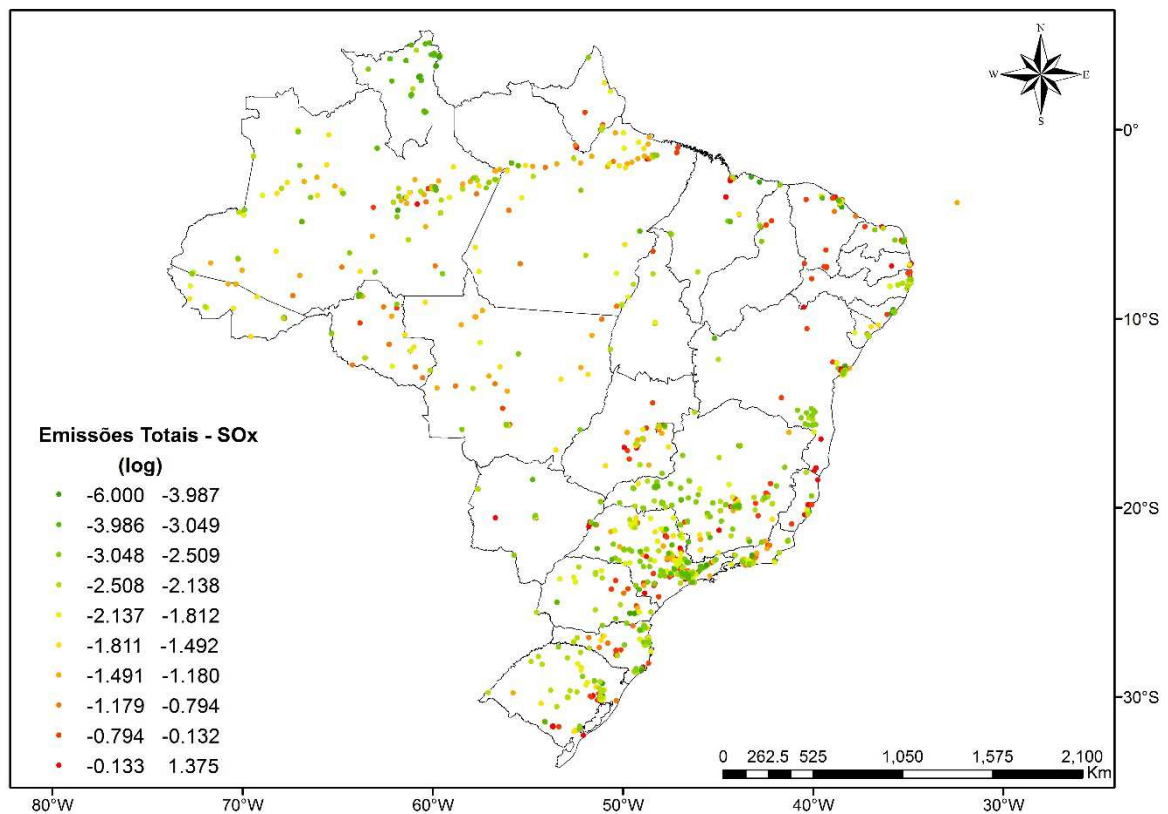 N
W E
S
0°
10°S
20°S
30°S
Emissões Totais - SOx
(log)
-6.000 -3.987
-3.986 -3.049
-3.048 -2.509
-2.508 -2.138
-2.137 -1.812
-1.811 -1.492
-1.491 -1.180
-1.179 -0.794
-0.794 -0.132
-0.133 1.375
0 262.5 525 1,050 1,575 2,100
Km
80°W 70°W 60°W 50°W 40°W 30°W